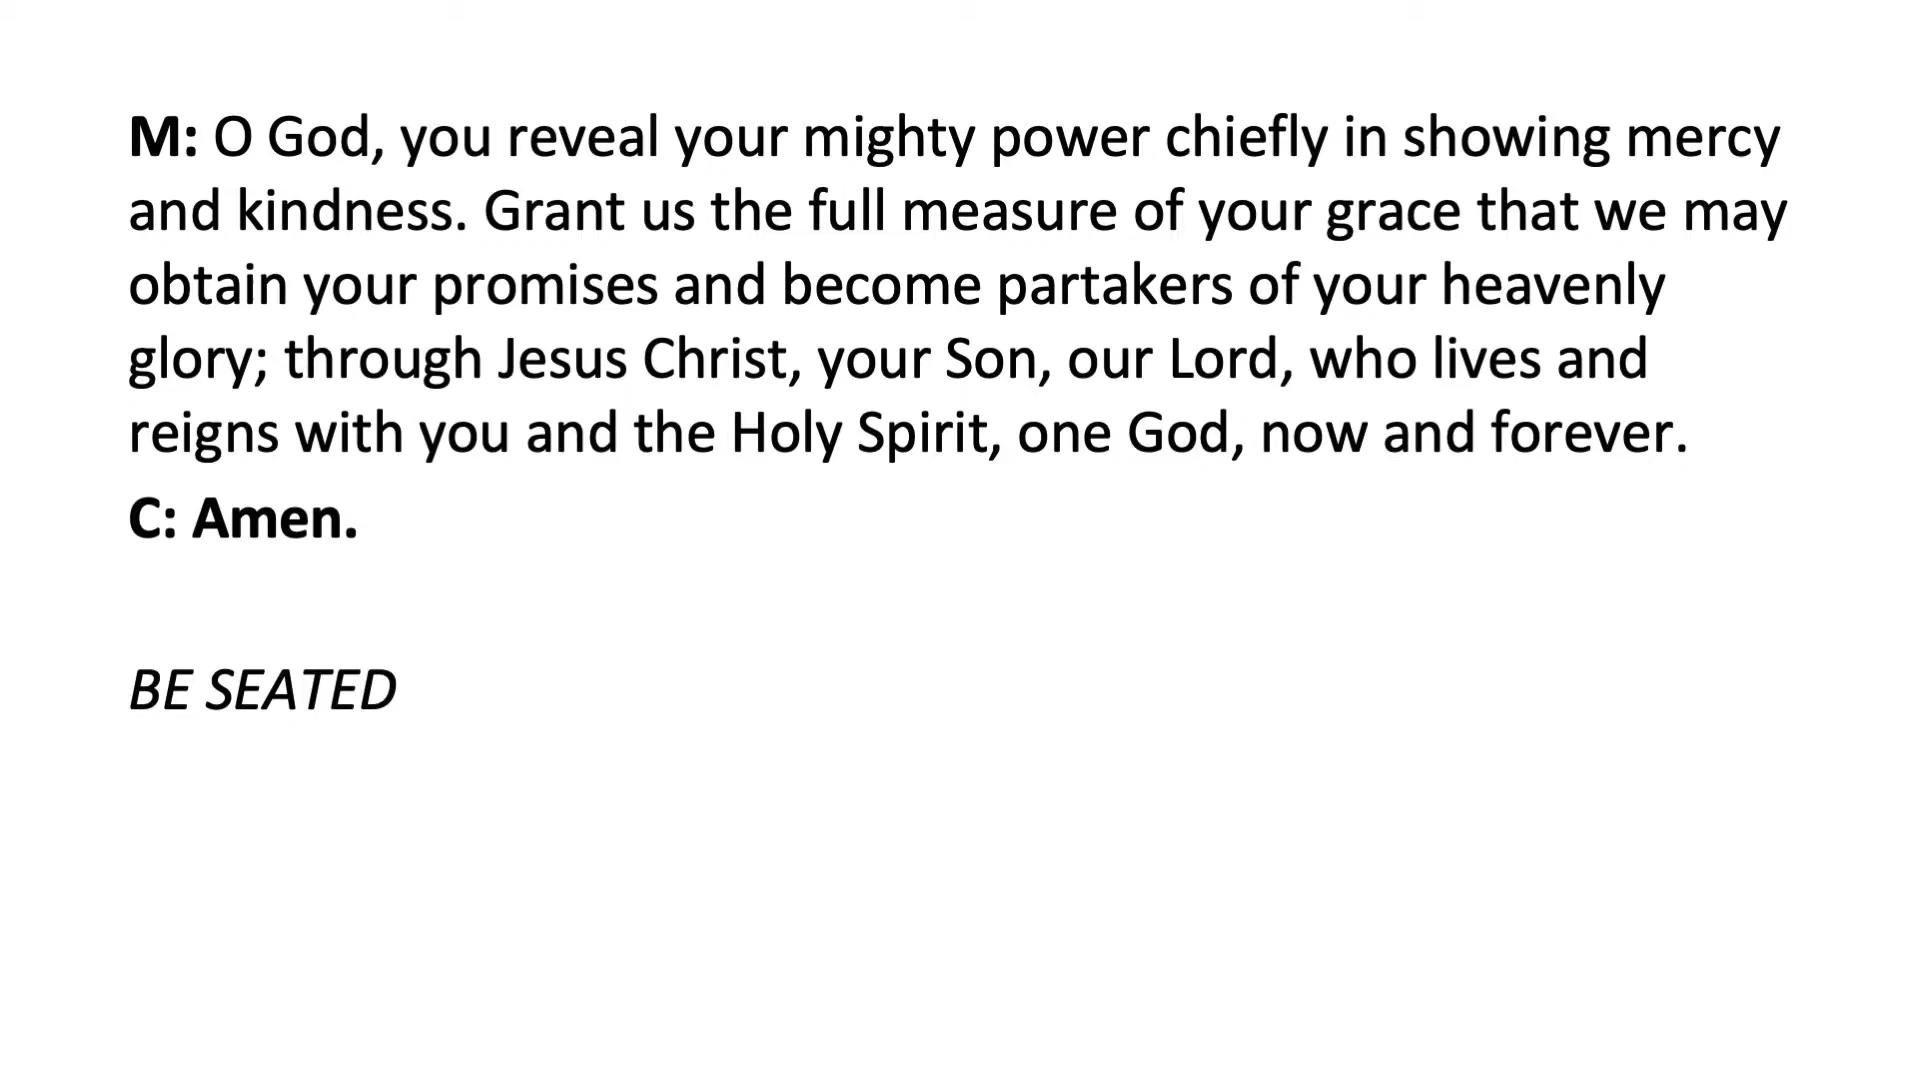 M: O God, you reveal your mighty power chiefly in showing mercy
and kindness. Grant us the full measure of your grace that we may
obtain your promises and become partakers of your heavenly
glory; through Jesus Christ, your Son, our Lord, who lives and
reigns with you and the Holy Spirit, one God, now and forever.
C: Amen.
BE SEATED